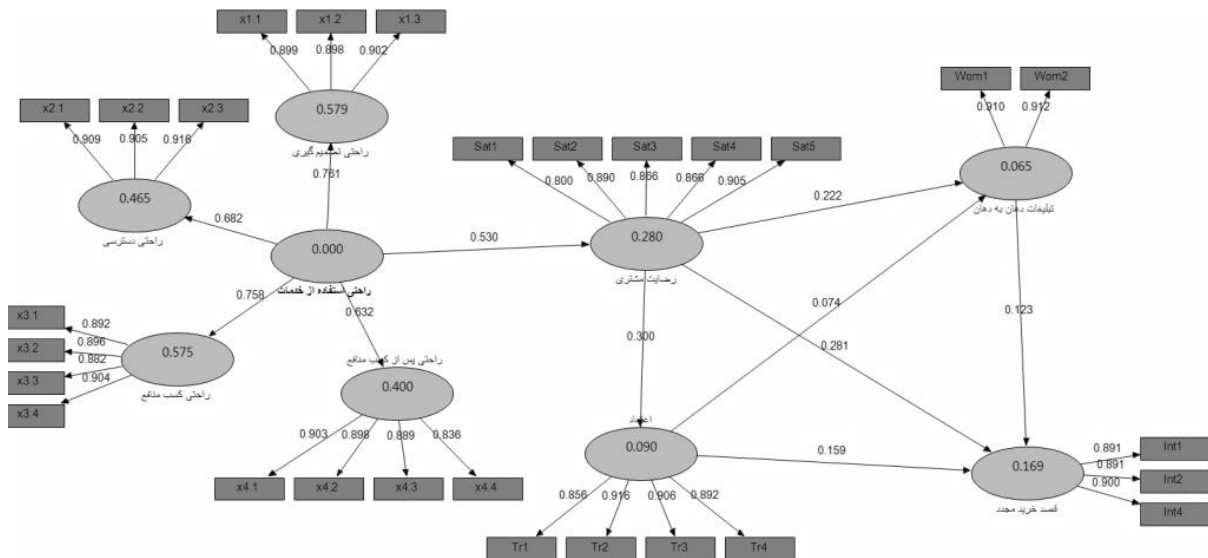 x1.1 x1.2 x1.3
0.899 0.898 0.902
0.579
راحتی تصمیم گیری
0.761
x2.1 x2.2 x2.3
0.909 0.905 0.916
0.465
راحتی دسترسی
0.682
0.000
راحتی استفاده از خدمات
0.530
0.758
0.632
x3.1
x3.2
x3.3
x3.4
0.892
0.896
0.882
0.904
0.575
راحتی کسب منافع
راحتی پس از کسب منافع
0.400
0.903 0.898 0.889 0.836
x4.1 x4.2 x4.3 x4.4
Sat1 Sat2 Sat3 Sat4 Sat5
0.800 0.890 0.866 0.866 0.905
0.280
رضایت مشتری
0.222
0.074
0.300
0.281
Wom1 Wom2
0.910 0.912
0.065
تبلیغات دهان به دهان
0.123
اعتماد
0.090
0.159
0.856 0.916 0.906 0.892
Tr1 Tr2 Tr3 Tr4
0.169
قصد خرید مجدد
0.891
0.891
0.900
Int1
Int2
Int4